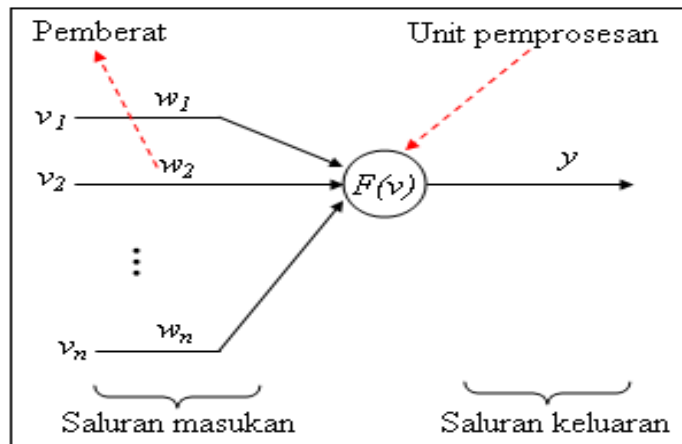 Pemberat
Unit pemprosesan
v1 w1
v2 w2
F(v)
y
⋮
vn wn
Saluran masukan
Saluran keluaran